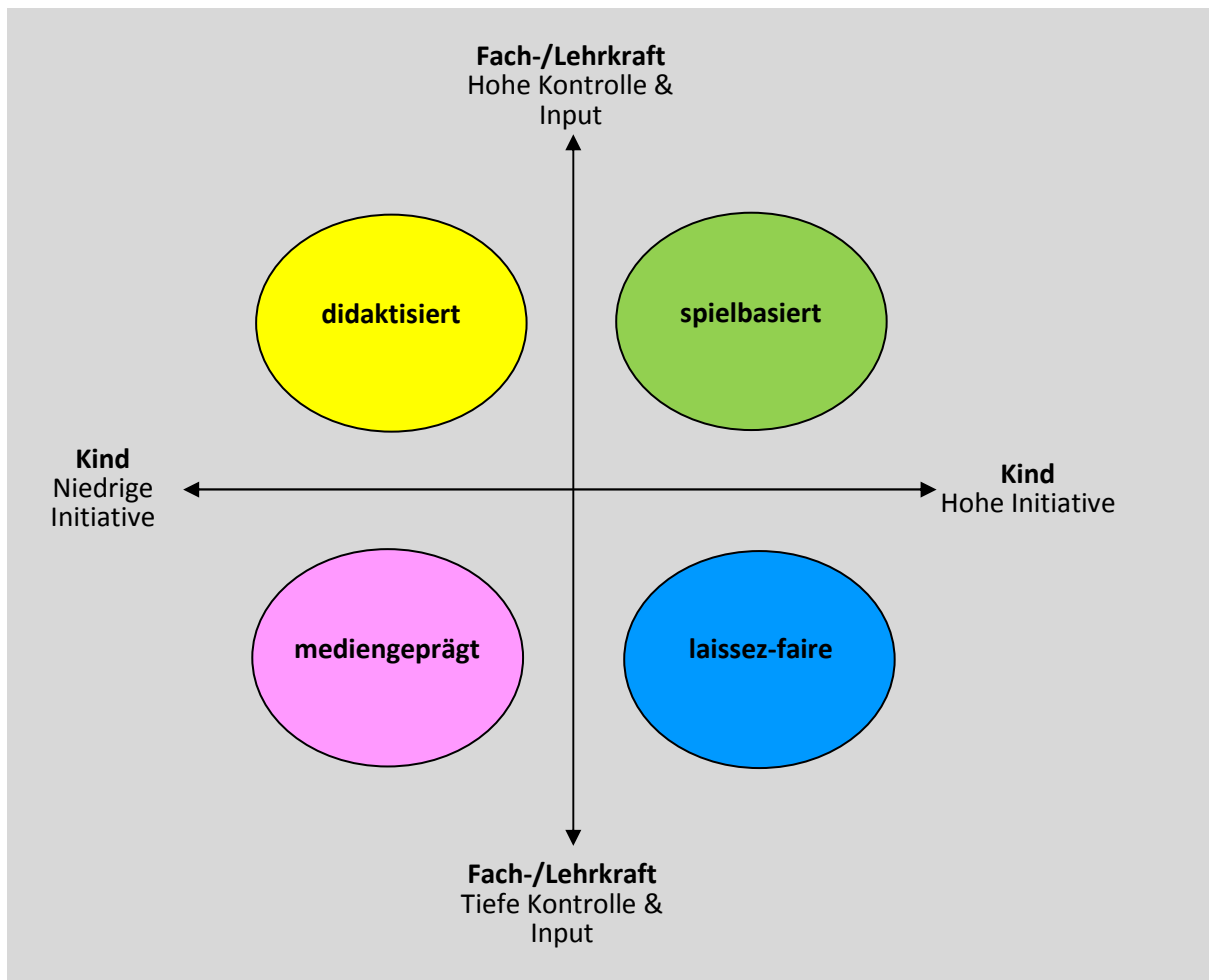 Fach-/Lehrkraft
Hohe Kontrolle &
Input
didaktisiert
spielbasiert
Kind
Niedrige
Initiative
Kind
Hohe Initiative
mediengeprägt
laissez-faire
Fach-/Lehrkraft
Tiefe Kontrolle &
Input